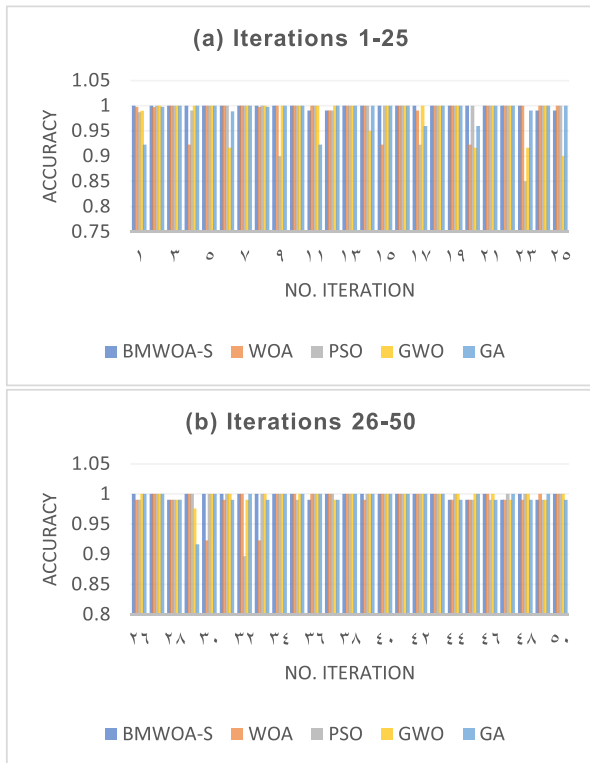 (a) Iterations 1-25
1.05
1
0.95
0.9
0.85
0.8
0.75
ACCURACY
١ ٣ ٥ ٧ ٩ ١١ ١٣ ١٥ ١٧ ١٩ ٢١ ٢٣ ٢٥
NO. ITERATION
BMWOA-S WOA PSO GWO GA
(b) Iterations 26-50
1.05
1
0.95
0.9
0.85
0.8
ACCURACY
٢٦ ٢٨ ٣٠ ٣٢ ٣٤ ٣٦ ٣٨ ٤٠ ٤٢ ٤٤ ٤٦ ٤٨ ٥٠
NO. ITERATION
BMWOA-S WOA PSO GWO GA